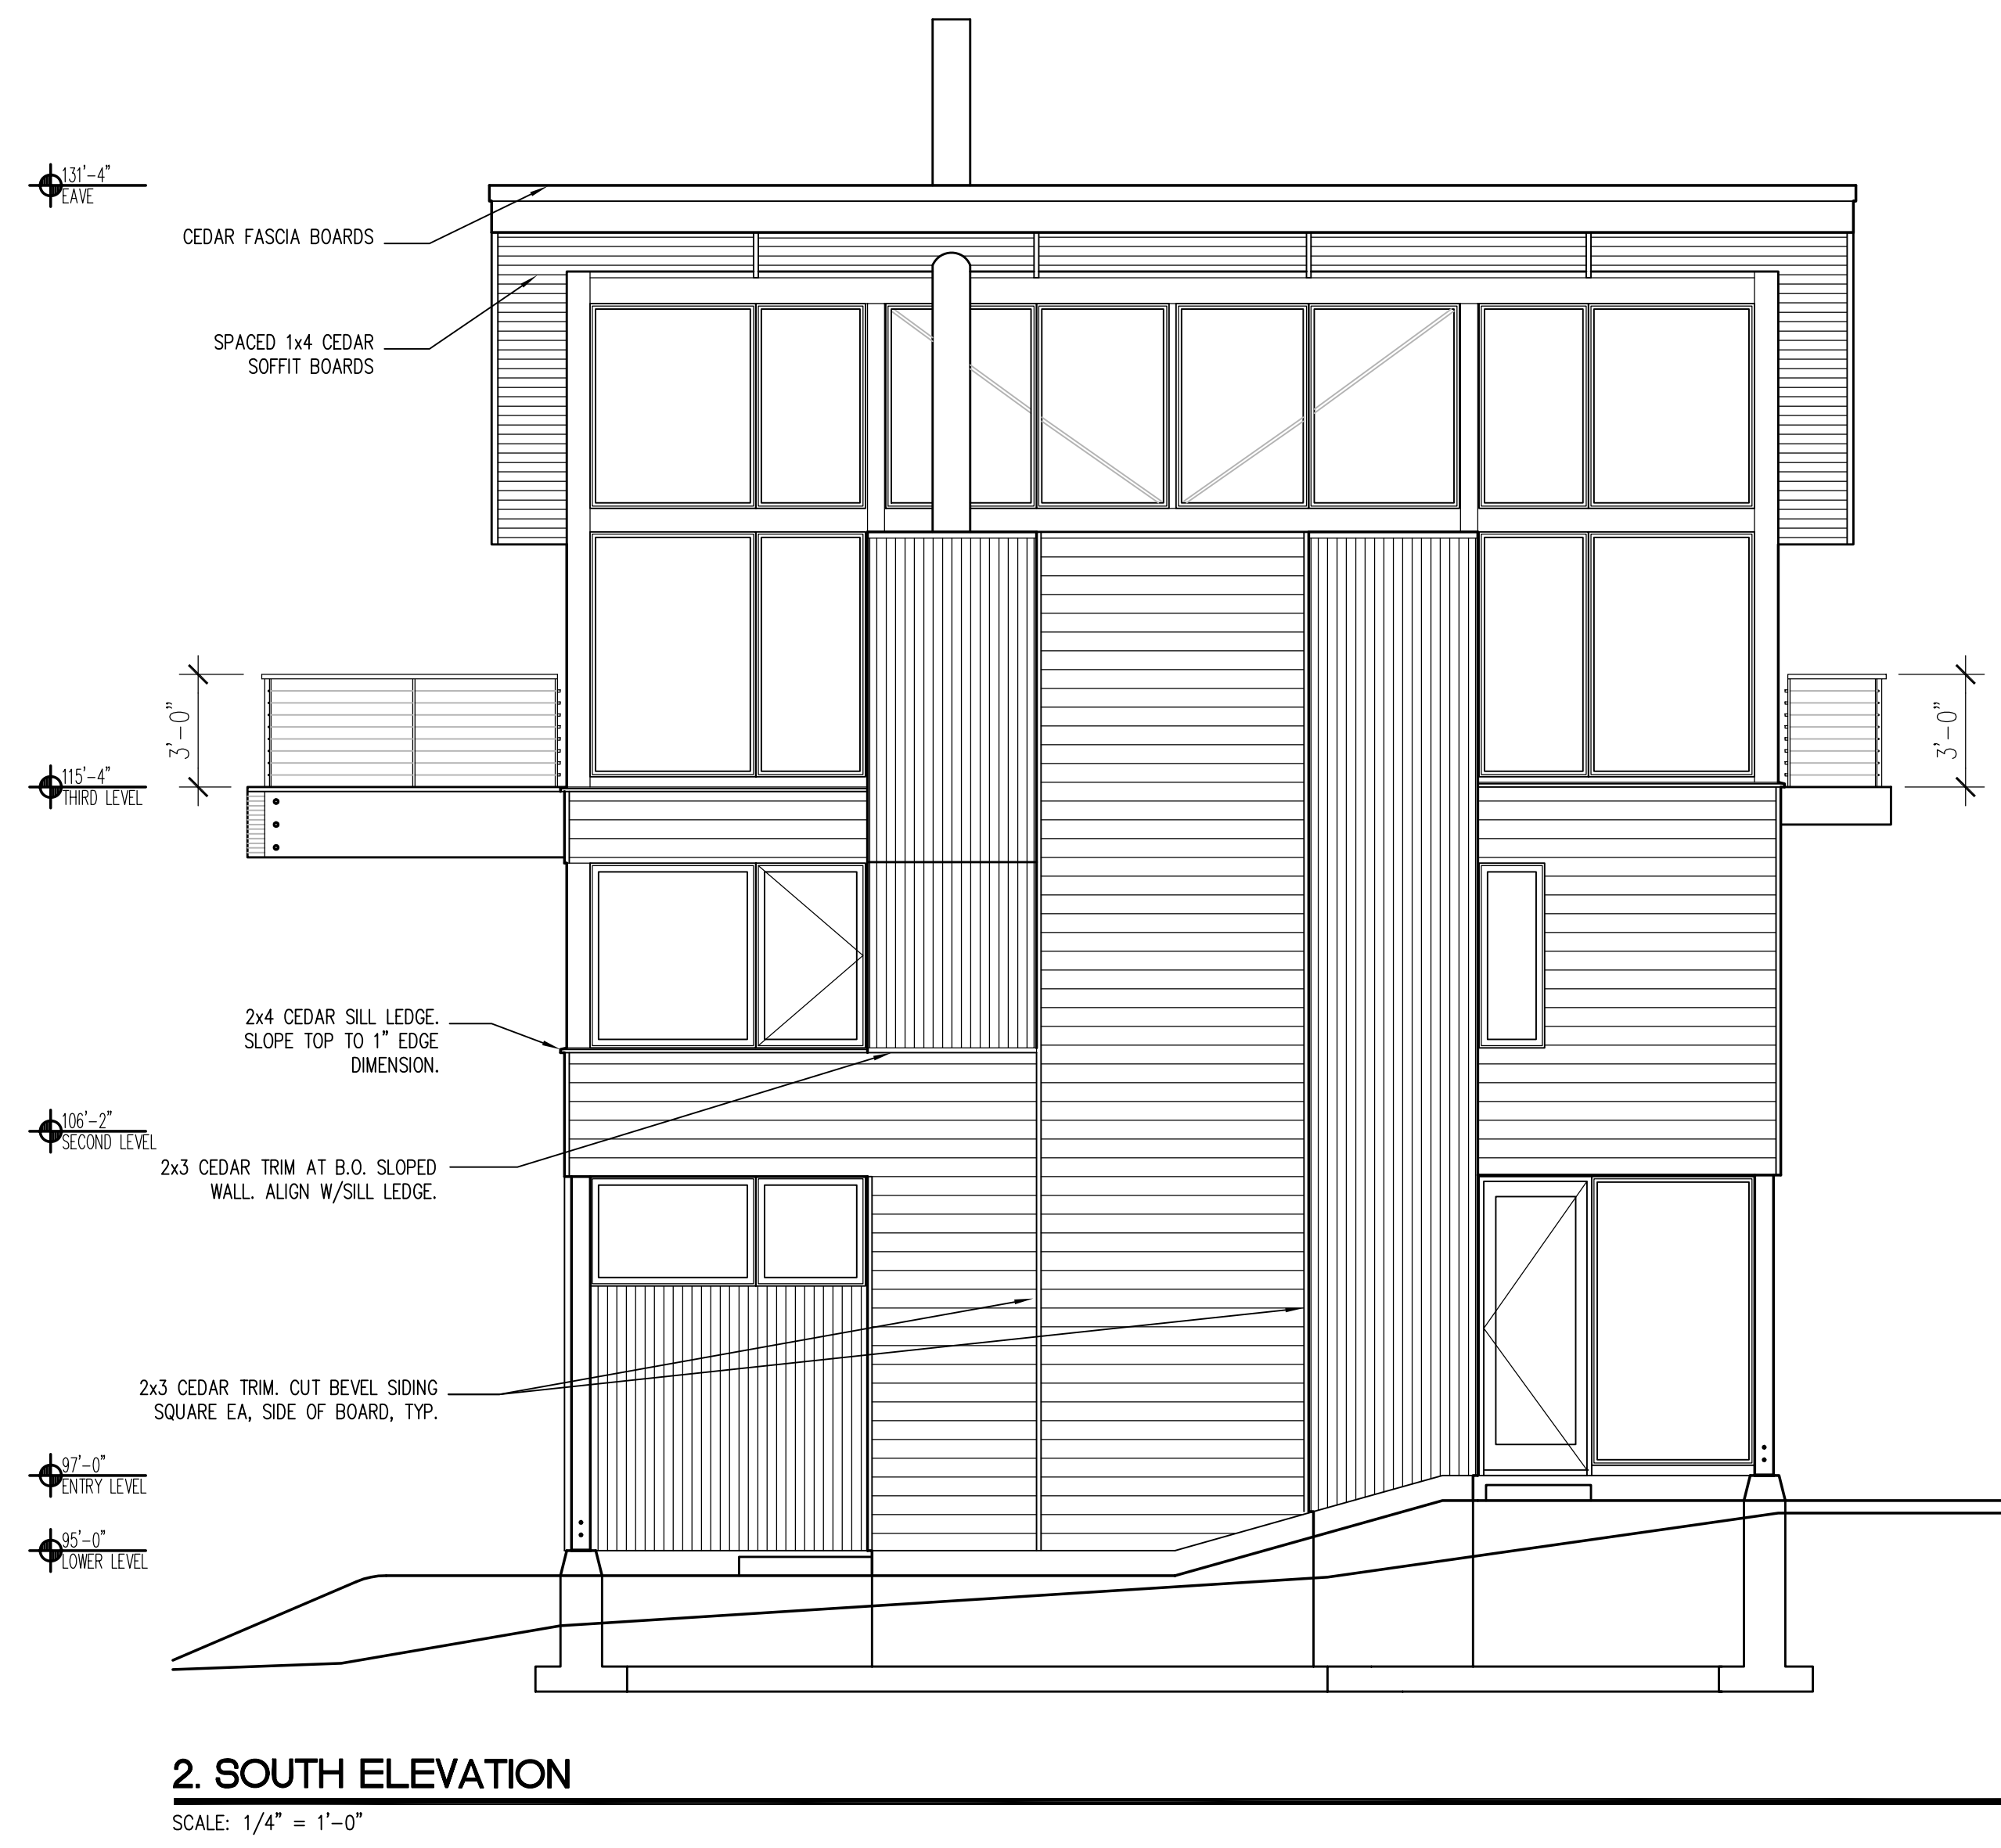 131'-4"
EAVE
CEDAR FASCIA BOARDS
SPACED 1x4 CEDAR
SOFFIT BOARDS
3'-0"
3'-0"
115'-4"
THIRD LEVEL
2x4 CEDAR SILL LEDGE.
SLOPE TOP TO 1" EDGE
DIMENSION.
106'-2"
SECOND LEVEL
2x3 CEDAR TRIM AT B.O. SLOPED
WALL. ALIGN W/SILL LEDGE.
2x3 CEDAR TRIM. CUT BEVEL SIDING
SQUARE EA, SIDE OF BOARD, TYP.
97'-0"
ENTRY LEVEL
95'-0"
LOWER LEVEL
2. SOUTH ELEVATION
SCALE: 1/4" = 1'-0"